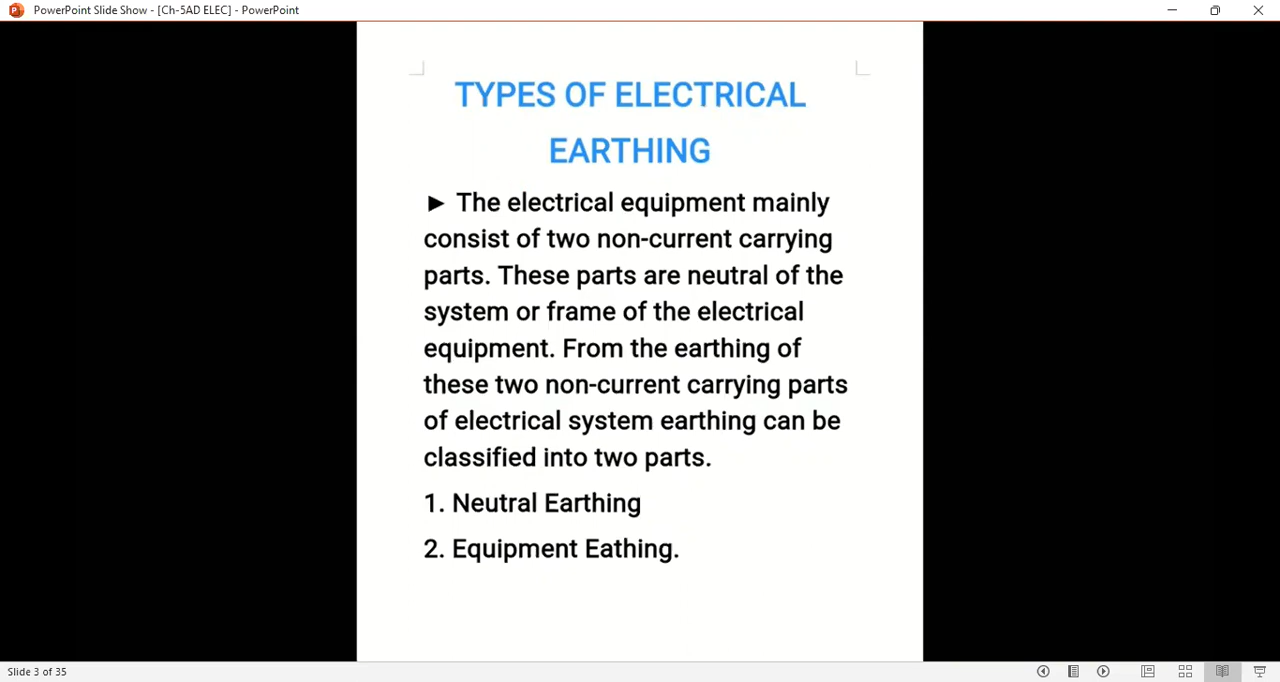 PowerPoint Slide Show - [Ch-5AD ELEC] - PowerPoint
TYPES OF ELECTRICAL
EARTHING
► The electrical equipment mainly
consist of two non-current carrying
parts. These parts are neutral of the
system or frame of the electrical
equipment. From the earthing of
these two non-current carrying parts
of electrical system earthing can be
classified into two parts.
1. Neutral Earthing
2. Equipment Eathing.
Slide 3 of 35